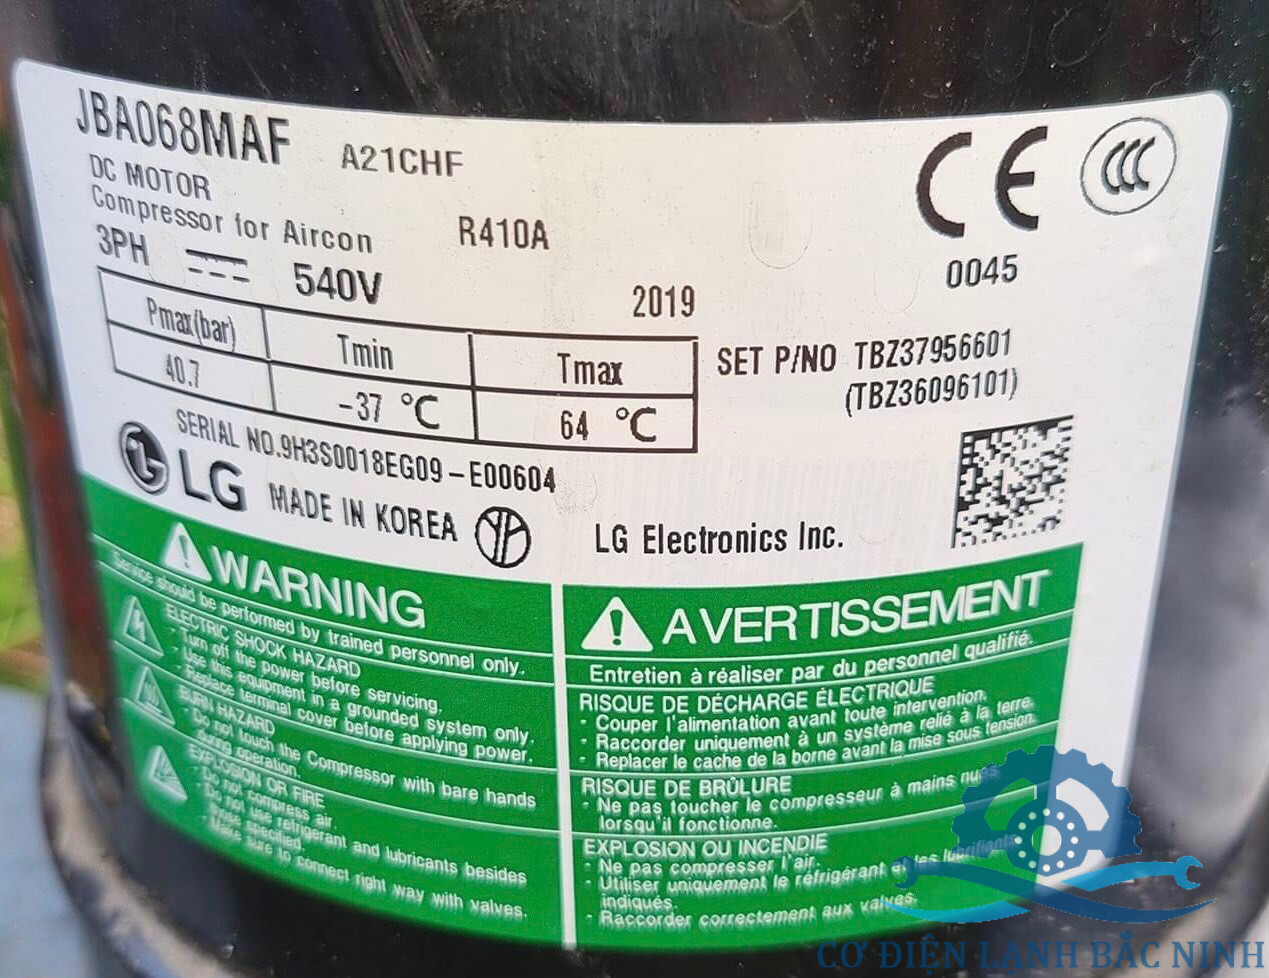 JBA068MAF A21CHF
DC MOTOR
Compressor for Aircon R410A
3PH 540V
2019
CE
0045
CCC
Pmax(bar) Tmin Tmax
40.7 -37 °C 64 °C
SET P/NO TBZ37956601
(TBZ36096101)
SERIAL NO.9H3S0018EG09-E00604
LG MADE IN KOREA
LG Electronics Inc.
WARNING
Service should be performed by trained personnel only.
ELECTRIC SHOCK HAZARD
· Turn off the power before servicing.
· Use this equipment in a grounded system only.
· Replace terminal cover before applying power.
BURN HAZARD
· Do not touch the Compressor with bare hands
during operation.
EXPLOSION OR FIRE
· Do not compress air.
· Do not use refrigerant and lubricants besides
those specified.
· Make sure to connect right way with valves.
AVERTISSEMENT
Entretien à réaliser par du personnel qualifié.
RISQUE DE DÉCHARGE ÉLECTRIQUE
· Couper l'alimentation avant toute intervention.
· Raccorder uniquement à un système relié à la terre.
· Replacer le cache de la borne avant la mise sous tension.
RISQUE DE BRÛLURE
· Ne pas toucher le compresseur à mains nues
lorsqu'il fonctionne.
EXPLOSION OU INCENDIE
· Ne pas compresser l'air.
· Utiliser uniquement le réfrigérant et les lubrifiants
indiqués.
· Raccorder correctement aux valves.
CƠ ĐIỆN LẠNH BẮC NINH